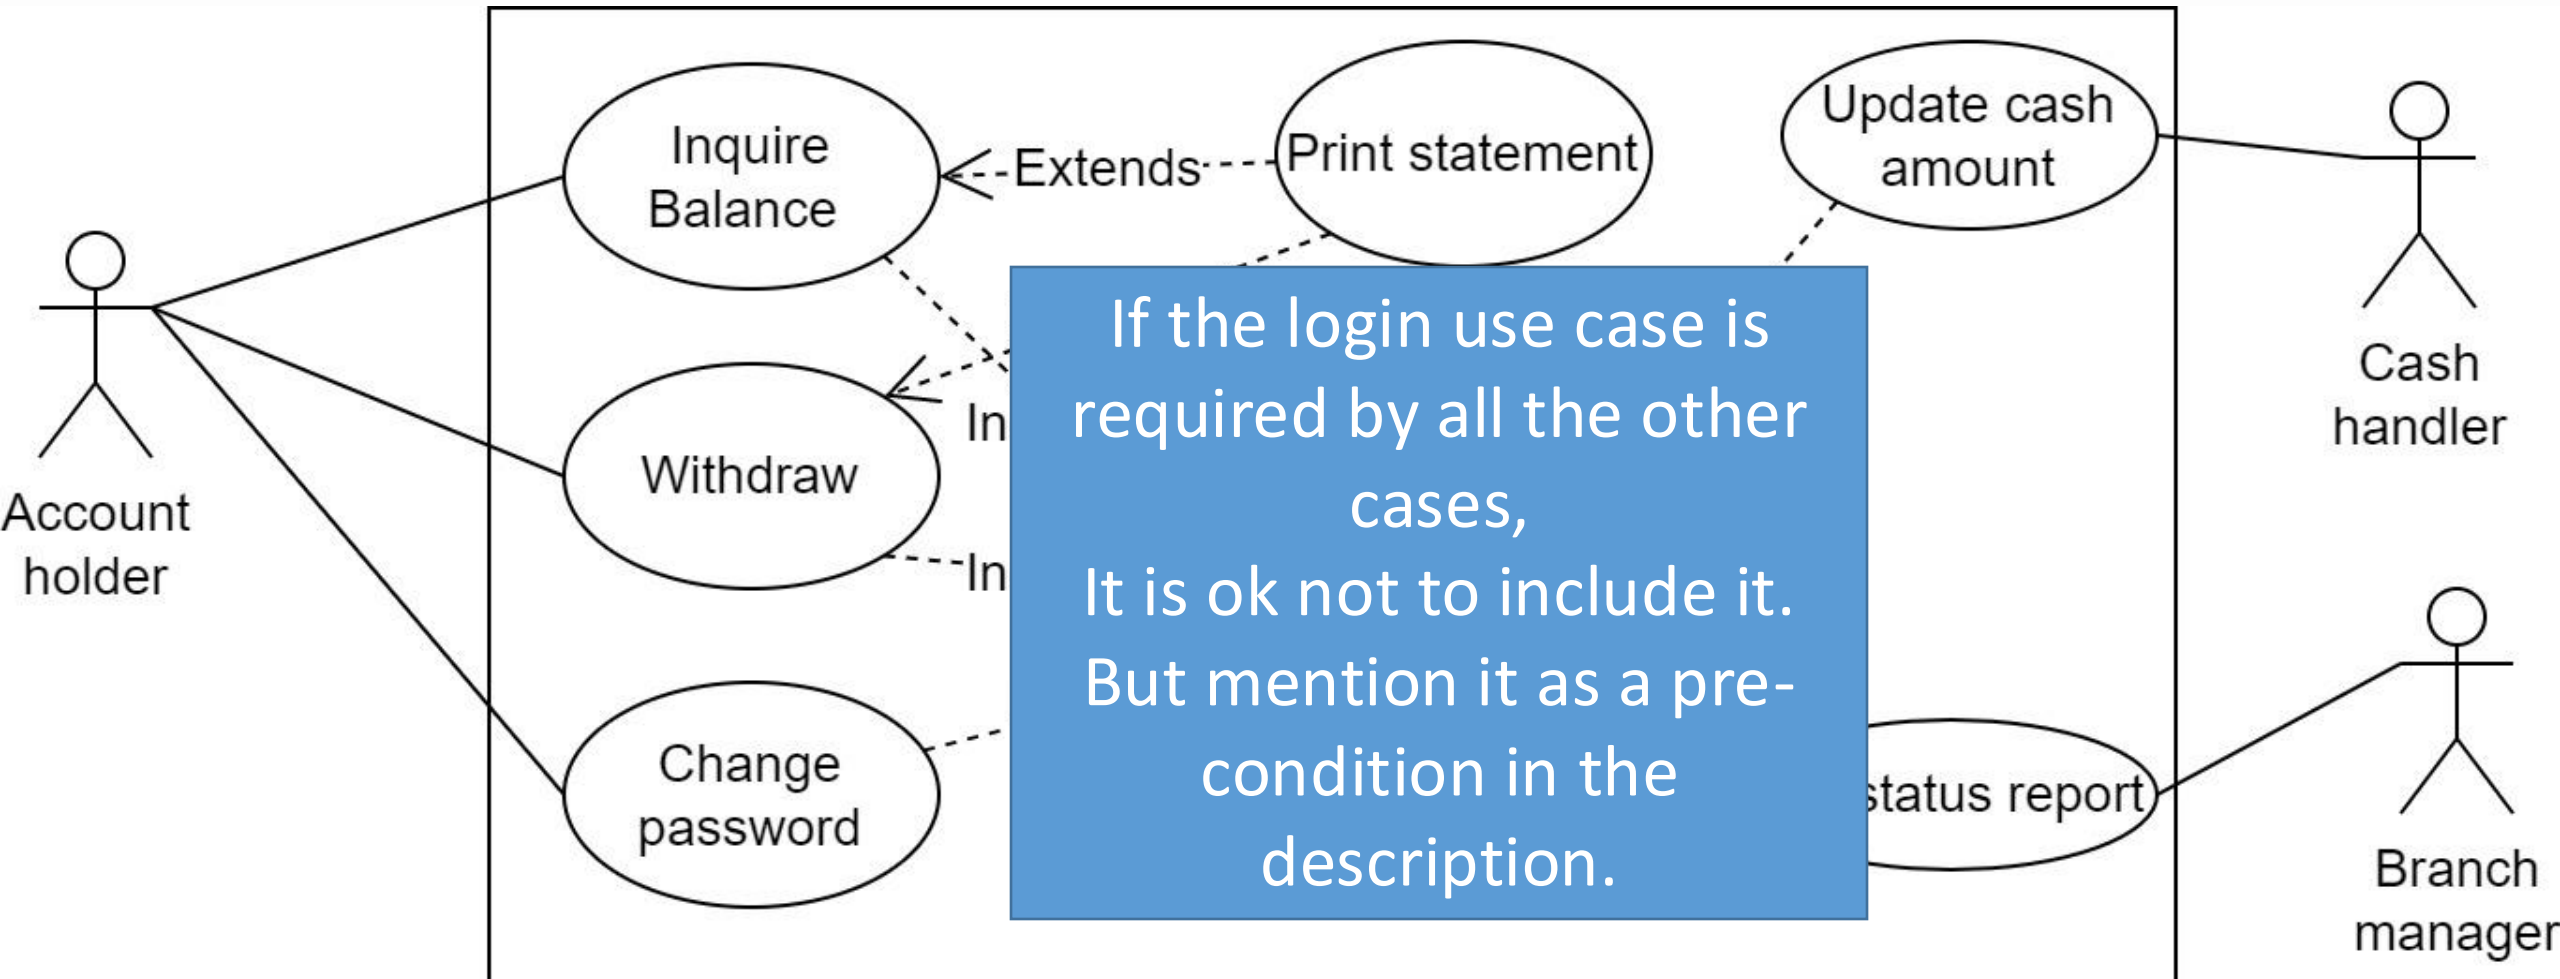 Inquire
Balance
Extends
Print statement
Update cash
amount
Account
holder
Withdraw
In
In
Change
password
If the login use case is
required by all the other
cases,
It is ok not to include it.
But mention it as a pre-
condition in the
description.
status report
Cash
handler
Branch
manager